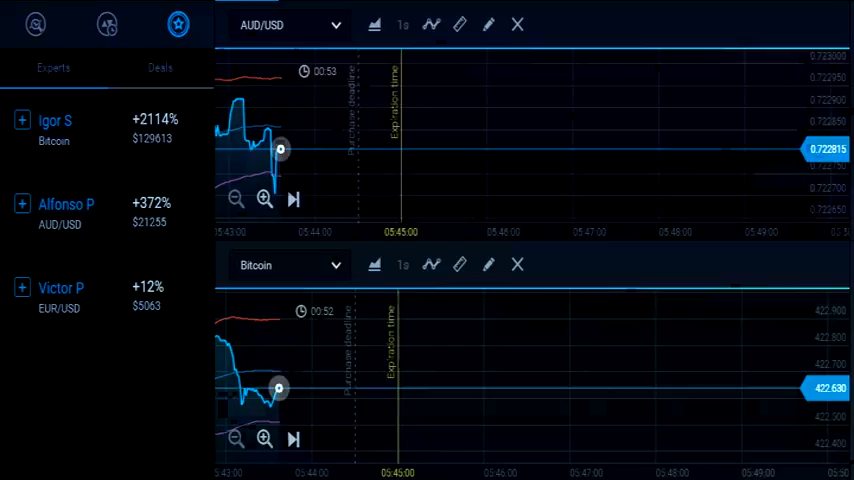 Experts Deals
Igor S +2114%
Bitcoin $129613
Alfonso P +372%
AUD/USD $21255
Victor P +12%
EUR/USD $5063
AUD/USD 1s
00:53
Purchase deadline
Expiration time
0.723000
0.722950
0.722900
0.722850
0.722815
0.722750
0.722700
0.722650
05:43:00 05:44:00 05:45:00 05:46:00 05:47:00 05:48:00 05:49:00
Bitcoin 1s
00:52
Purchase deadline
Expiration time
422.900
422.800
422.700
422.630
422.500
422.400
05:44:00 05:45:00 05:46:00 05:47:00 05:48:00 05:49:00